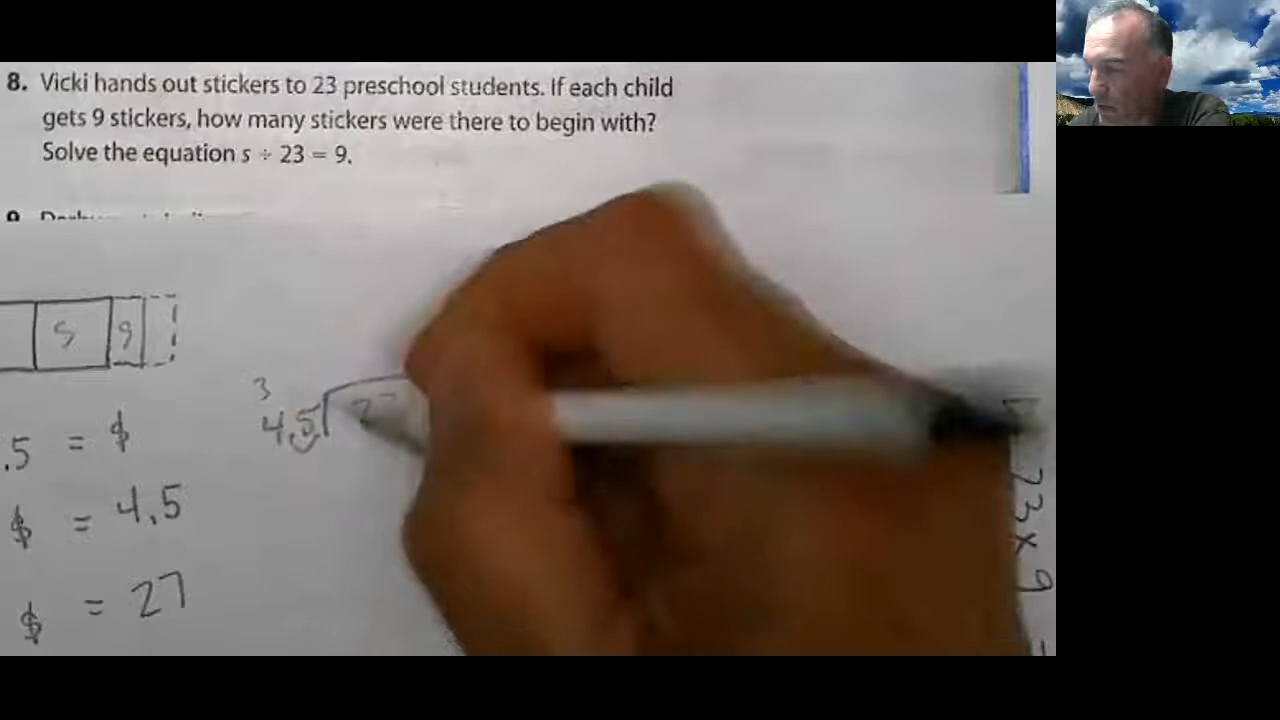 8. Vicki hands out stickers to 23 preschool students. If each child
gets 9 stickers, how many stickers were there to begin with?
Solve the equation s ÷ 23 = 9.
9
S 9
3
4.5 27
.5 = $
$ = 4.5
$ = 27
23 x 9 =